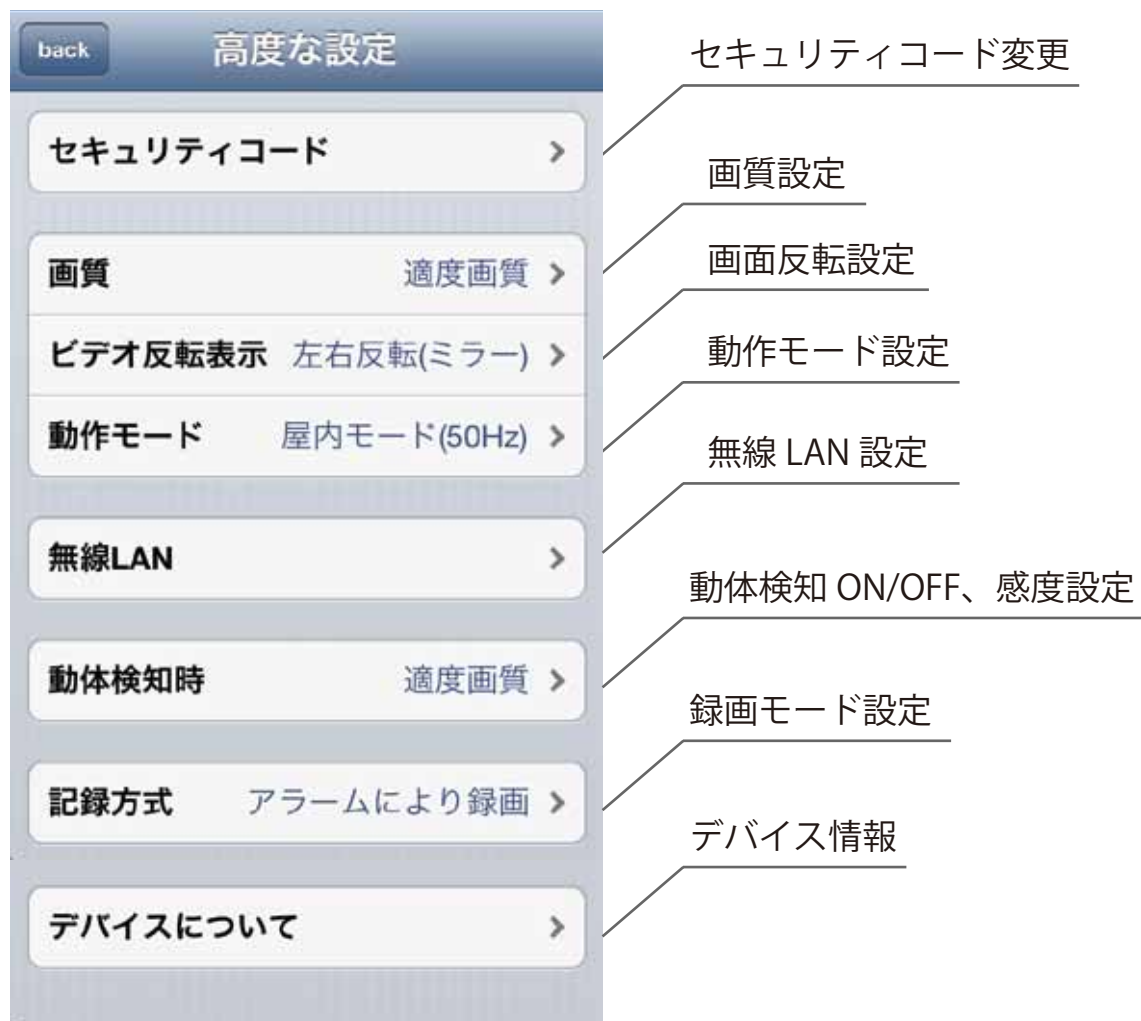 back 高度な設定
セキュリティコード変更
セキュリティコード
画質設定
画質 適度画質
画面反転設定
ビデオ反転表示 左右反転(ミラー)
動作モード設定
動作モード 屋内モード(50Hz)
無線 LAN 設定
無線LAN
動体検知 ON/OFF、感度設定
動体検知時 適度画質
録画モード設定
記録方式 アラームにより録画
デバイス情報
デバイスについて